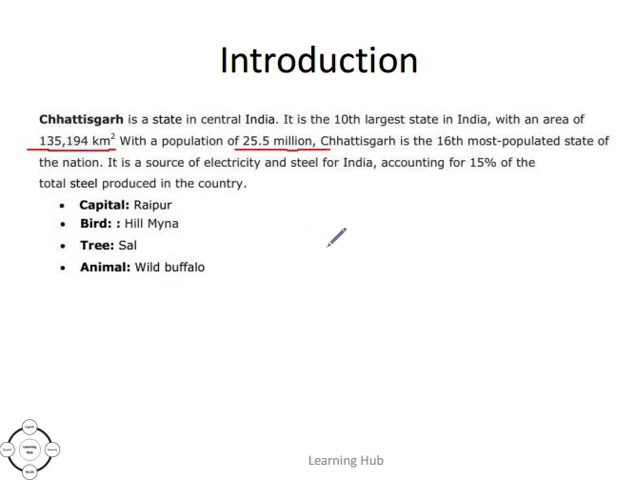 Introduction
Chhattisgarh is a state in central India. It is the 10th largest state in India, with an area of
135,194 km² With a population of 25.5 million, Chhattisgarh is the 16th most-populated state of
the nation. It is a source of electricity and steel for India, accounting for 15% of the
total steel produced in the country.
• Capital: Raipur
• Bird: : Hill Myna
• Tree: Sal
• Animal: Wild buffalo
Learning
Hub
Learning Hub